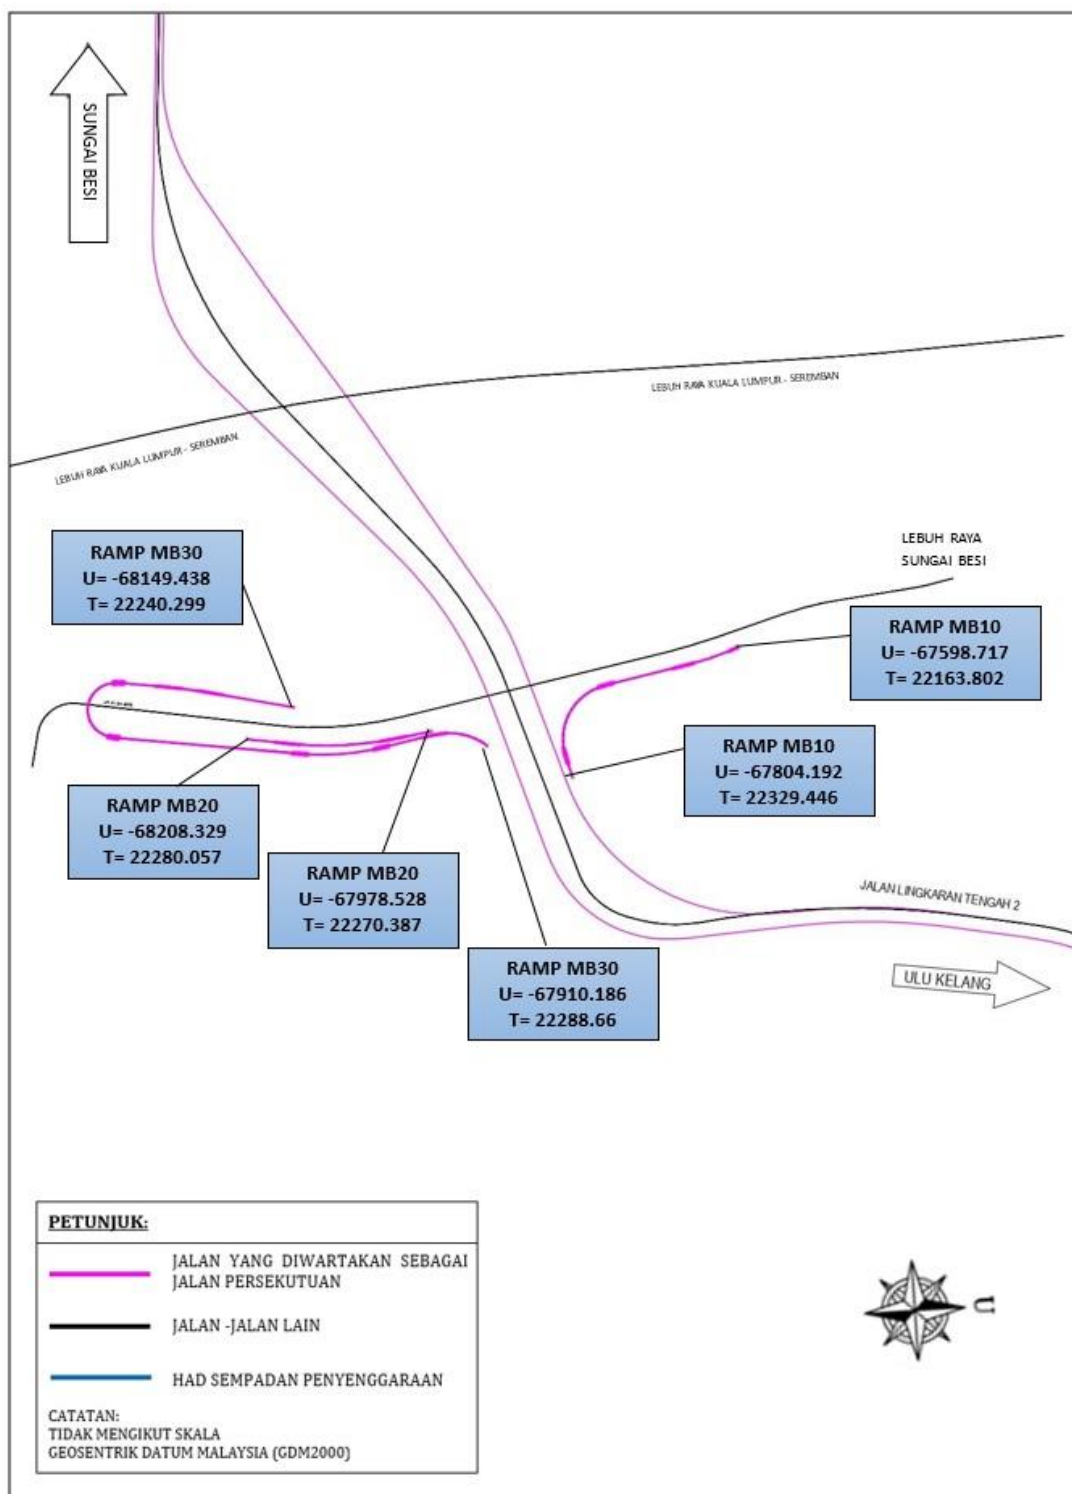 SUNGAI BESI
LEBUH RAYA KUALA LUMPUR - SEREMBAN
LEBUH RAYA KUALA LUMPUR - SEREMBAN
LEBUH RAYA
SUNGAI BESI
RAMP MB30
U= -68149.438
T= 22240.299
RAMP MB10
U= -67598.717
T= 22163.802
RAMP MB10
U= -67804.192
T= 22329.446
RAMP MB20
U= -68208.329
T= 22280.057
RAMP MB20
U= -67978.528
T= 22270.387
JALAN LINGKARAN TENGAH 2
RAMP MB30
U= -67910.186
T= 22288.66
ULU KELANG
PETUNJUK:
JALAN YANG DIWARTAKAN SEBAGAI
JALAN PERSEKUTUAN
JALAN -JALAN LAIN
HAD SEMPADAN PENYENGGARAAN
CATATAN:
TIDAK MENGIKUT SKALA
GEOSENTRIK DATUM MALAYSIA (GDM2000)
U